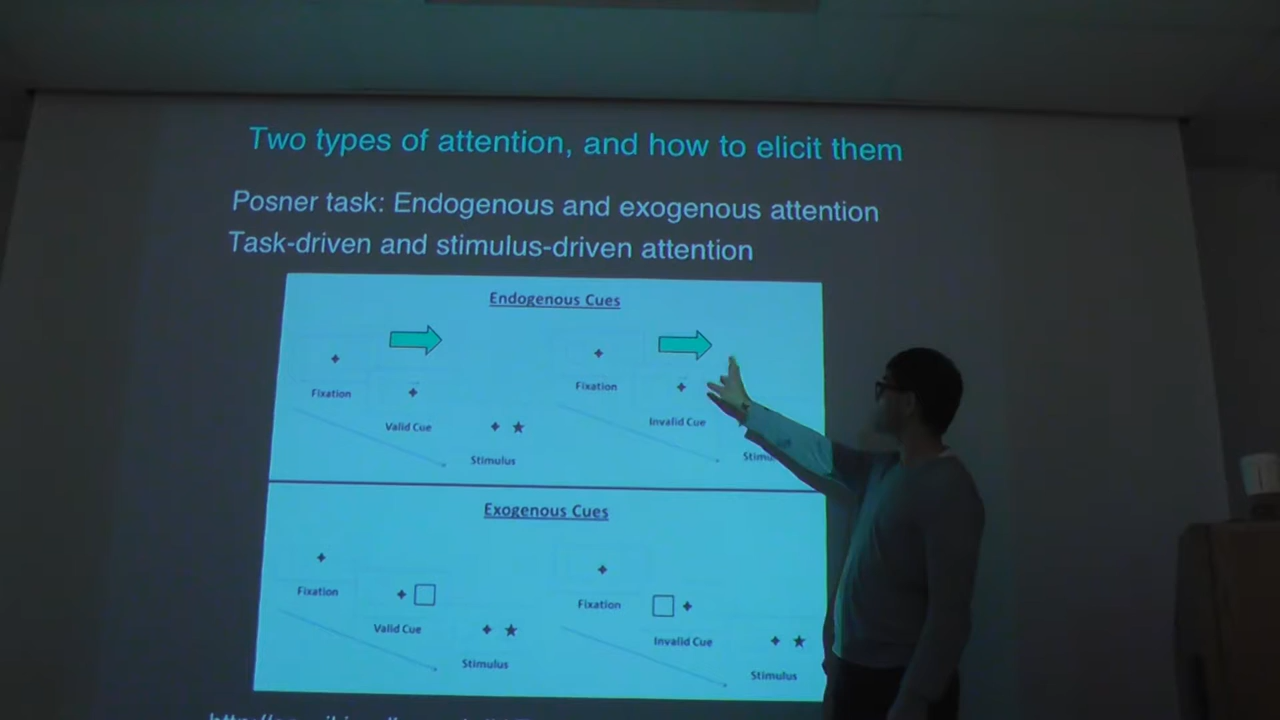 Two types of attention, and how to elicit them
Posner task: Endogenous and exogenous attention
Task-driven and stimulus-driven attention
Endogenous Cues
Fixation
Valid Cue
Stimulus
Fixation
Invalid Cue
Exogenous Cues
Fixation
Valid Cue
Stimulus
Fixation
Invalid Cue
Stimulus